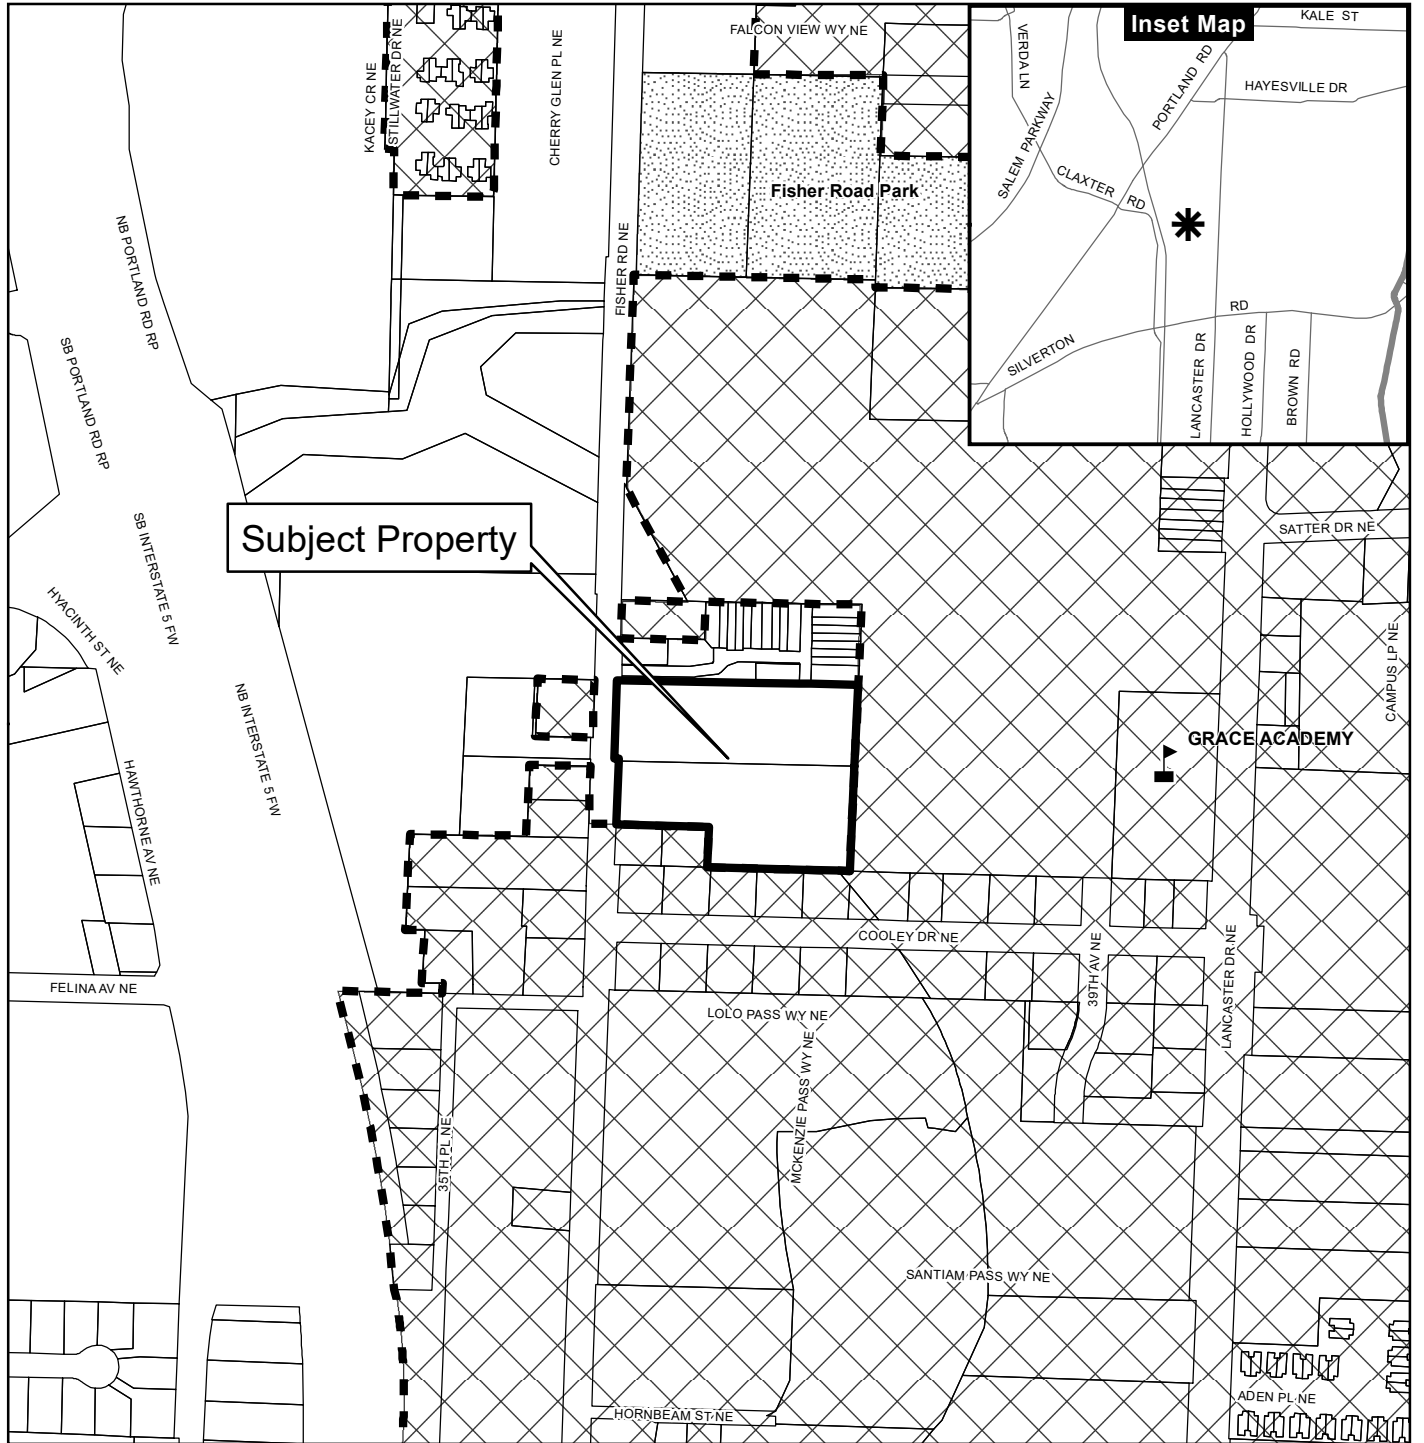 FALCON VIEW WY NE
KACEY CR NE
STILLWATER DR NE
CHERRY GLEN PL NE
Fisher Road Park
NB PORTLAND RD RP
SB PORTLAND RD RP
FISHER RD NE
Inset Map
KALE ST
VERDA LN
PORTLAND RD
HAYESVILLE DR
SALEM PARKWAY
CLAXTER RD
SILVERTON RD
LANCASTER DR
HOLLYWOOD DR
BROWN RD
Subject Property
SB INTERSTATE 5 FW
HYACINTH ST NE
NB INTERSTATE 5 FW
HAWTHORNE AV NE
SATTER DR NE
CAMPUS LP NE
GRACE ACADEMY
COOLEY DR NE
39TH AV NE
LANCASTER DR NE
FELINA AV NE
LOLO PASS WY NE
MCKENZIE PASS WY NE
35TH PL NE
SANTIAM PASS WY NE
HORNBEAM ST NE
ADEN PL NE